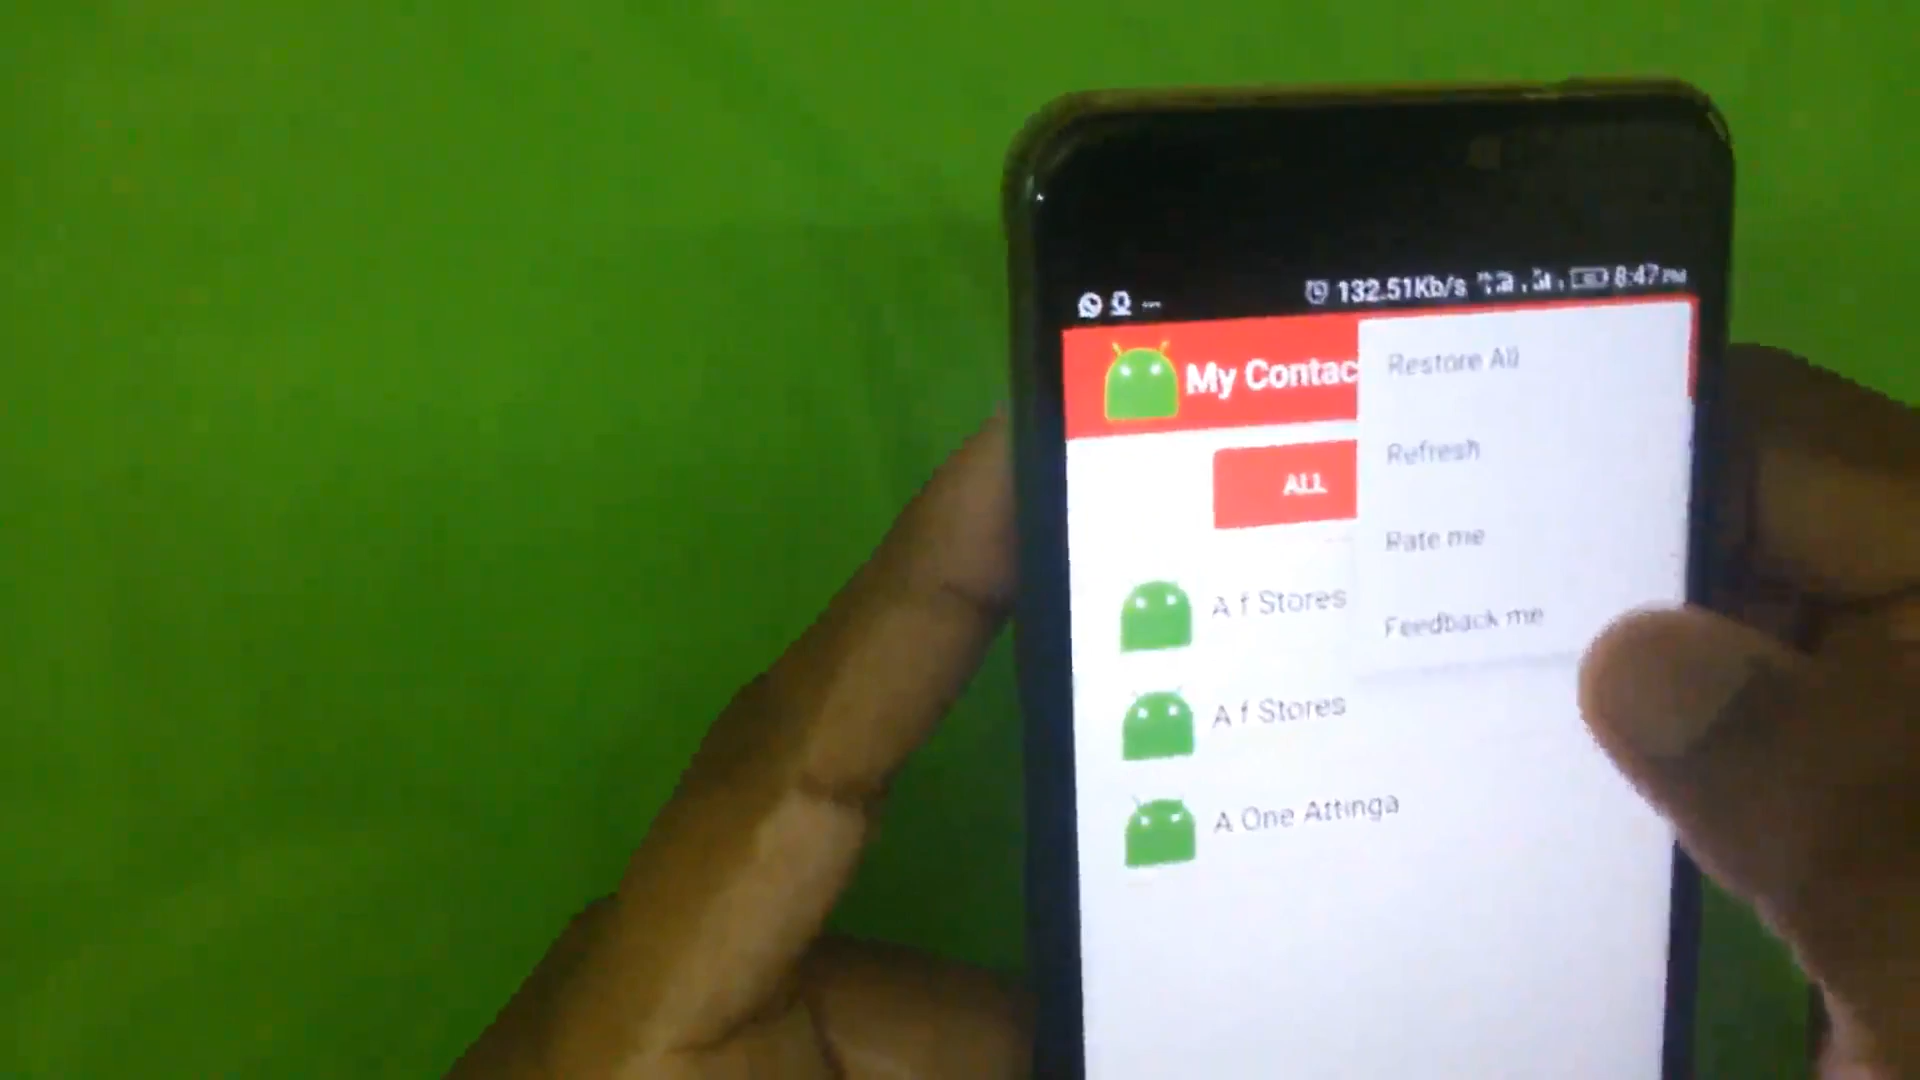 132.51Kb/s 8:47 PM
My Contac
Restore All
Refresh
ALL
Rate me
A f Stores
Feedback me
A f Stores
A One Attinga